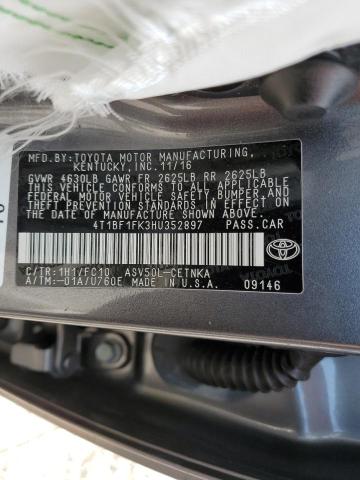 MFD.BY:TOYOTA MOTOR MANUFACTURING,
KENTUCKY,INC.11/16
GVWR 4630LB GAWR FR 2625LB RR 2625LB
THIS VEHICLE CONFORMS TO ALL APPLICABLE
FEDERAL MOTOR VEHICLE SAFETY, BUMPER, AND
THEFT PREVENTION STANDARDS IN EFFECT ON
THE DATE OF MANUFACTURE SHOWN ABOVE.
4T1BF1FK3HU352897 PASS.CAR
C/TR:1H1/FC10 ASV50L-CETNKA
A/TM:-01A/U760E MADE IN U.S.A. 09146